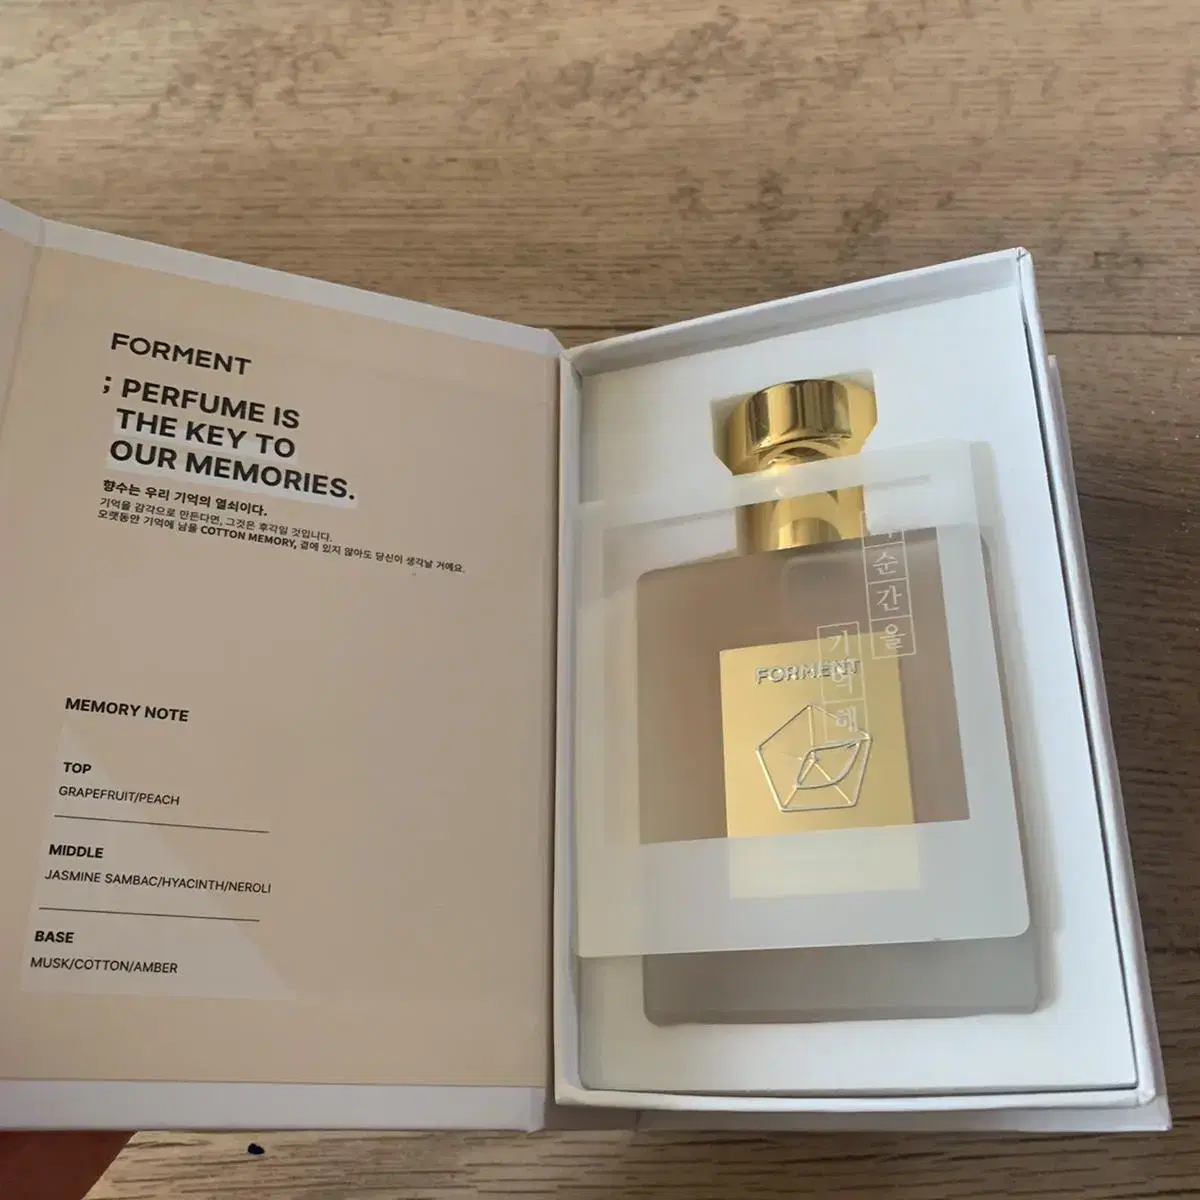 FORMENT
; PERFUME IS
THE KEY TO
OUR MEMORIES.
향수는 우리 기억의 열쇠이다.
기억을 감각으로 만든다면, 그것은 후각일 것입니다.
오랫동안 기억에 남을 COTTON MEMORY, 곁에 있지 않아도 당신이 생각날 거예요.
MEMORY NOTE
TOP
GRAPEFRUIT/PEACH
MIDDLE
JASMINE SAMBAC/HYACINTH/NEROLI
BASE
MUSK/COTTON/AMBER
순간을
기억해
FORMENT